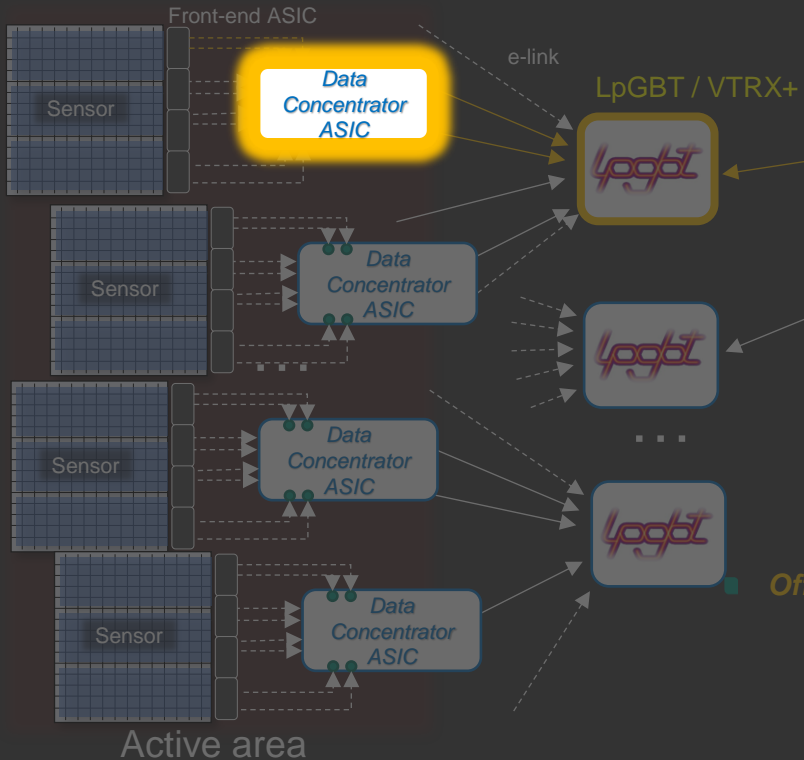 Front-end ASIC
e-link
LpGBT / VTRX+
Sensor
Data
Concentrator
ASIC
lpgbt
Sensor
Data
Concentrator
ASIC
lpgbt
. . .
. . .
Sensor
Data
Concentrator
ASIC
lpgbt
Of
Sensor
Data
Concentrator
ASIC
Active area